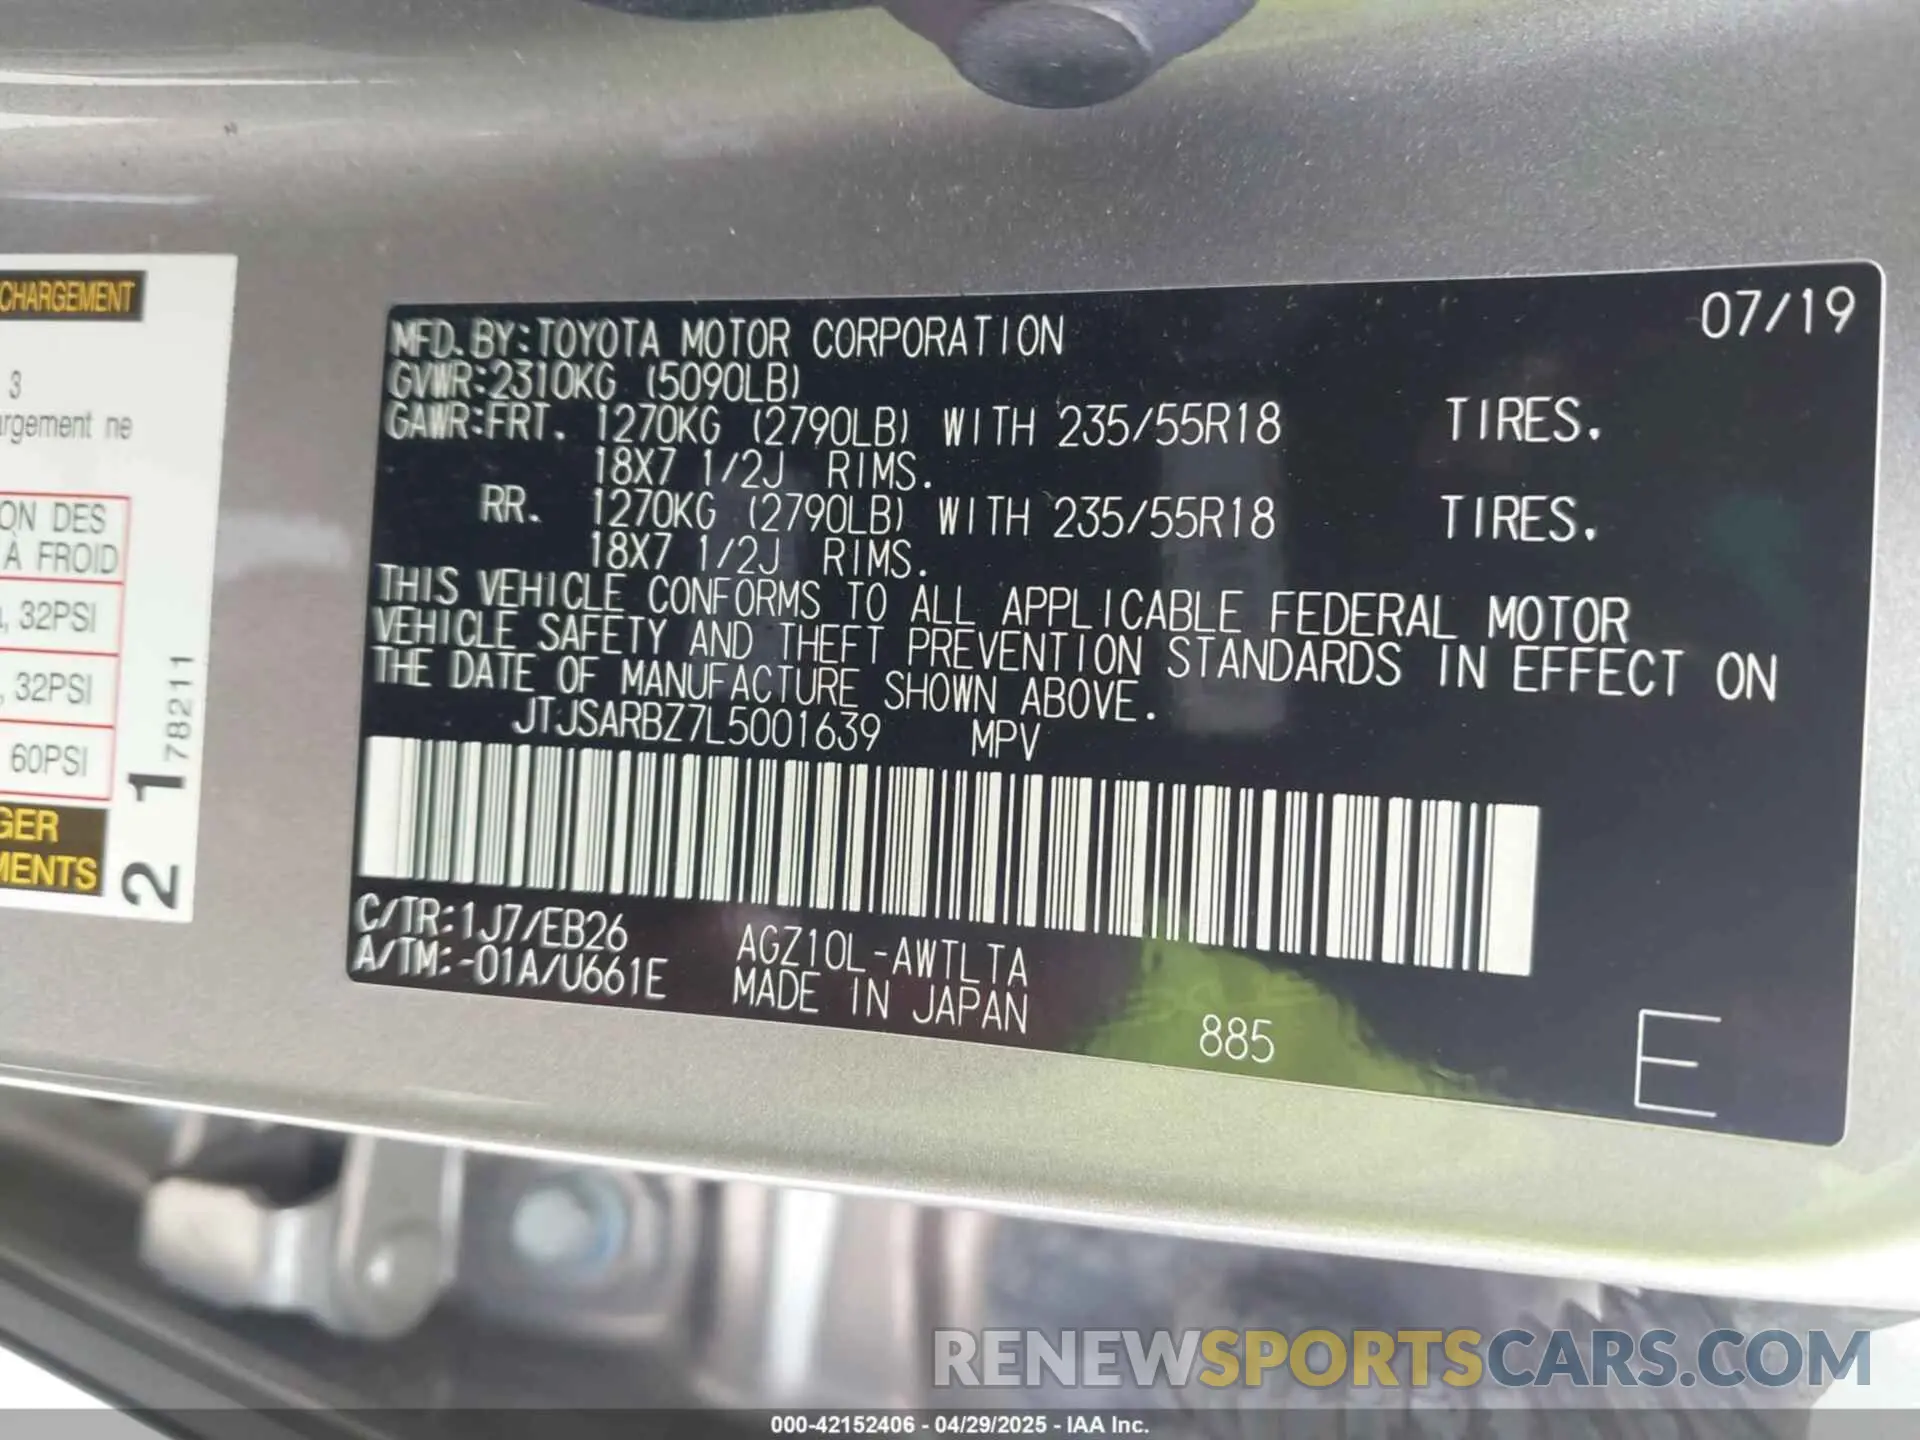 CHARGEMENT
3
argement ne
ON DES
À FROID
, 32PSI
, 32PSI
60PSI
GER
MENTS
2 1
78211
07/19
MFD. BY: TOYOTA MOTOR CORPORATION
GVWR: 2310KG (5090LB)
GAWR: FRT. 1270KG (2790LB) WITH 235/55R18 TIRES.
18X7 1/2J RIMS.
RR. 1270KG (2790LB) WITH 235/55R18 TIRES.
18X7 1/2J RIMS.
THIS VEHICLE CONFORMS TO ALL APPLICABLE FEDERAL MOTOR
VEHICLE SAFETY AND THEFT PREVENTION STANDARDS IN EFFECT ON
THE DATE OF MANUFACTURE SHOWN ABOVE.
JTJSARBZ7L5001639 MPV
C/TR: 1J7/EB26
A/TM: -01A/U661E
AGZ10L-AWTLTA
MADE IN JAPAN
885
E
RENEWSPORTSCARS.COM
000-42152406 - 04/29/2025 - IAA Inc.